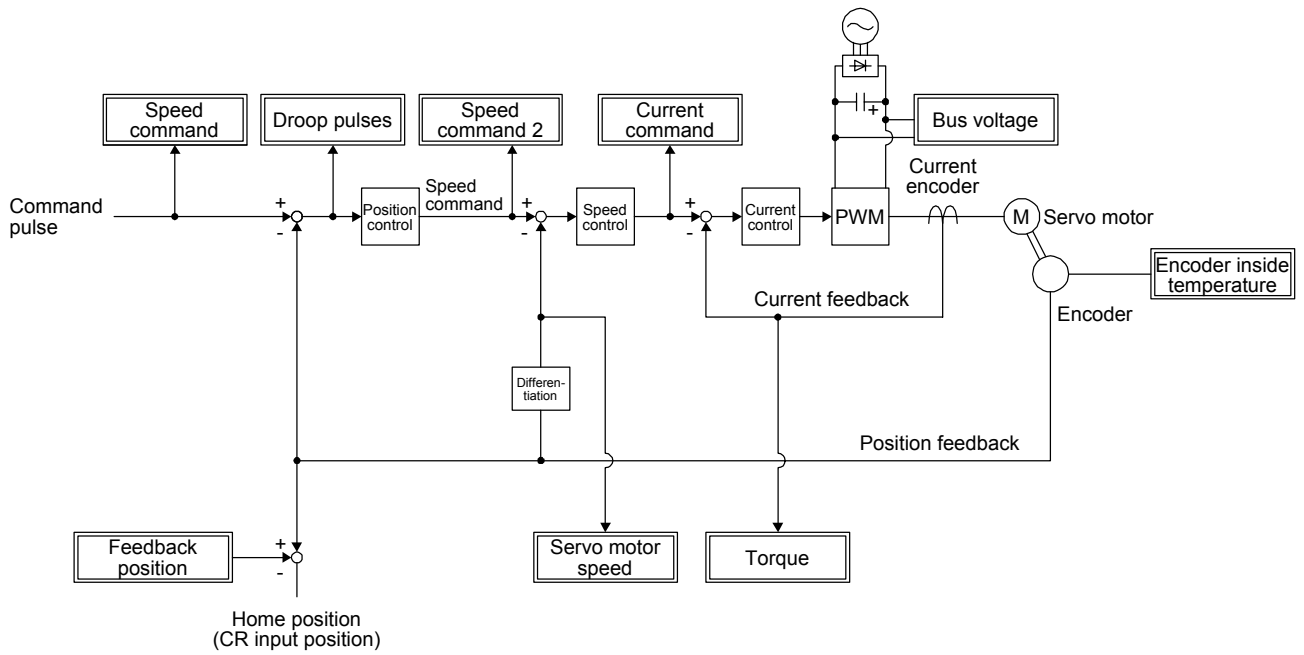 Speed
command
Droop pulses
Speed
command 2
Current
command
Bus voltage
Current
encoder
Command
pulse
+
-
Position
control
Speed
command
+
-
Speed
control
+
-
Current
control
PWM
+
M
Servo motor
Encoder inside
temperature
Encoder
Current feedback
Differen-
tiation
Position feedback
Feedback
position
+
-
Servo motor
speed
Torque
Home position
(CR input position)